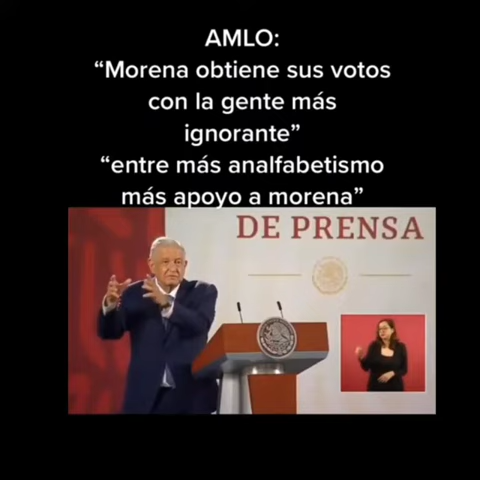 AMLO:
“Morena obtiene sus votos
con la gente más
ignorante”
“entre más analfabetismo
más apoyo a morena”
DE PRENSA